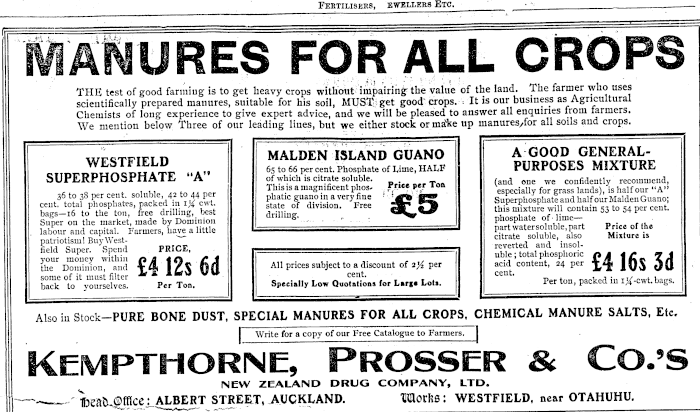 FERTILISERS, EWELLERS ETC.
MANURES FOR ALL CROPS
THE test of good farming is to get heavy crops without impairing the value of the land. The farmer who uses
scientifically prepared manures, suitable for his soil, MUST get good crops. It is our business as Agricultural
Chemists of long experience to give expert advice, and we will be pleased to answer all enquiries from farmers.
We mention below Three of our leading lines, but we either stock or make up manures for all soils and crops.
WESTFIELD
SUPERPHOSPHATE "A"
36 to 38 per cent. soluble, 42 to 44 per
cent. total phosphates, packed in 1¼ cwt.
bags—16 to the ton, free drilling, best
Super on the market, made by Dominion
labour and capital. Farmers, have a little
patriotism! Buy West-
field Super. Spend
your money within
the Dominion, and
some of it must filter
back to yourselves.
PRICE,
£4 12s 6d
Per Ton.
MALDEN ISLAND GUANO
65 to 66 per cent. Phosphate of Lime, HALF
of which is citrate soluble.
This is a magnificent phos-
phatic guano in a very fine
state of division. Free
drilling.
Price per Ton
£5
All prices subject to a discount of 2½ per
cent.
Specially Low Quotations for Large Lots.
A GOOD GENERAL-
PURPOSES MIXTURE
(and one we confidently recommend,
especially for grass lands), is half our "A"
Superphosphate and half our Malden Guano;
this mixture will contain 53 to 54 per cent.
phosphate of lime—
part water soluble, part
citrate soluble, also
reverted and insol-
uble; total phosphoric
acid content, 24 per
cent.
Price of the
Mixture is
£4 16s 3d
Per ton, packed in 1¼-cwt. bags.
Also in Stock—PURE BONE DUST, SPECIAL MANURES FOR ALL CROPS, CHEMICAL MANURE SALTS, Etc.
Write for a copy of our Free Catalogue to Farmers.
KEMPTHORNE, PROSSER & CO.'S
NEW ZEALAND DRUG COMPANY, LTD.
Head Office: ALBERT STREET, AUCKLAND. Works: WESTFIELD, near OTAHUHU.